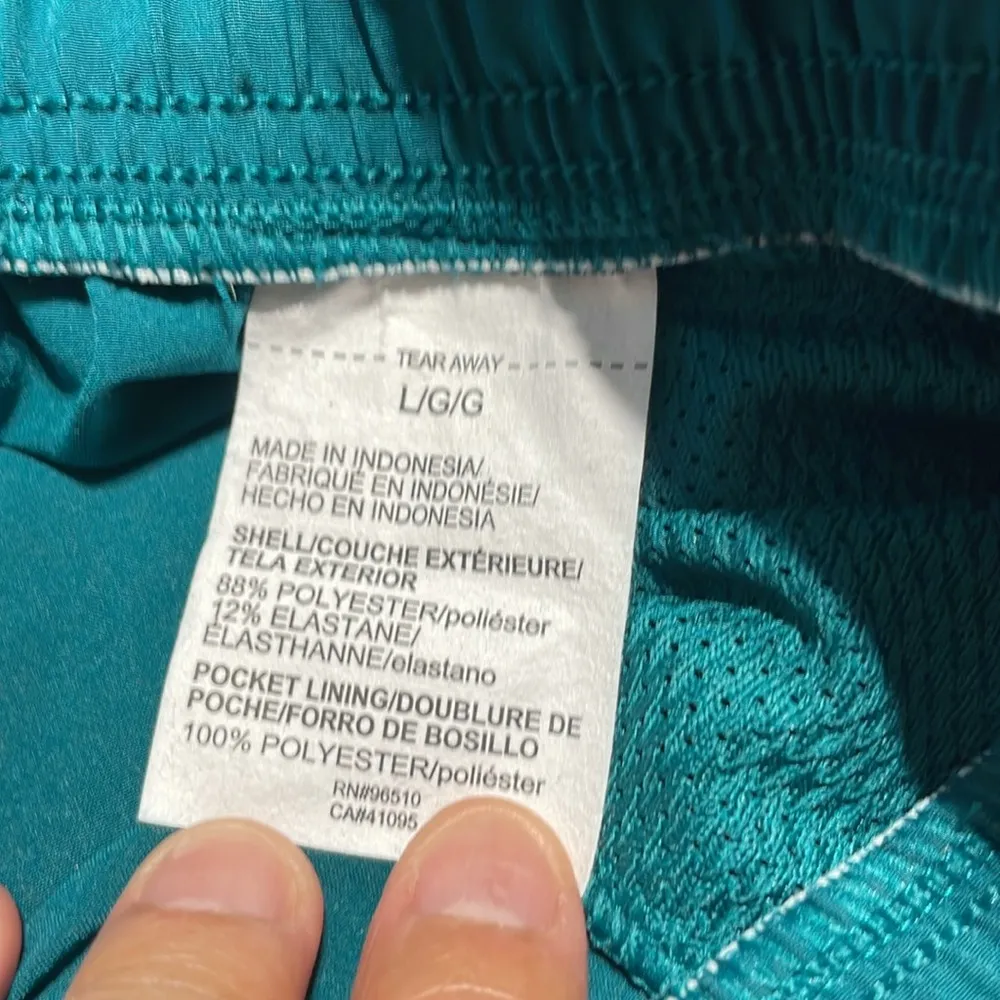 TEAR AWAY
L/G/G
MADE IN INDONESIA/
FABRIQUÉ EN INDONÉSIE/
HECHO EN INDONESIA
SHELL/COUCHE EXTÉRIEURE/
TELA EXTERIOR
88% POLYESTER/poliéster
12% ELASTANE/
ÉLASTHANNE/elastano
POCKET LINING/DOUBLURE DE
POCHE/FORRO DE BOSILLO
100% POLYESTER/poliéster
RN#96510
CA#41095